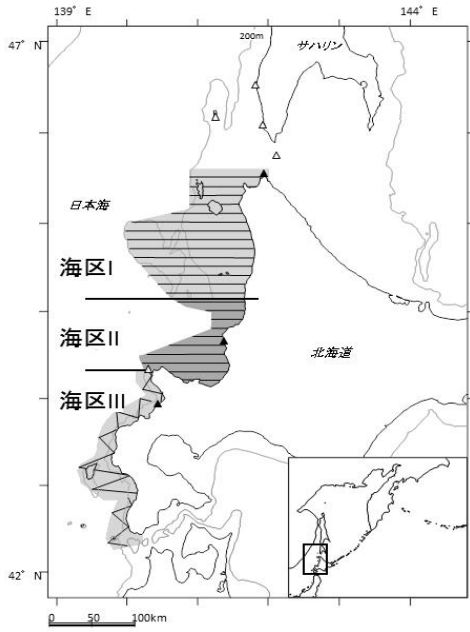 139° E
144° E
47° N
200m
サハリン
日本海
海区I
海区II
北海道
海区III
42° N
0 50 100km